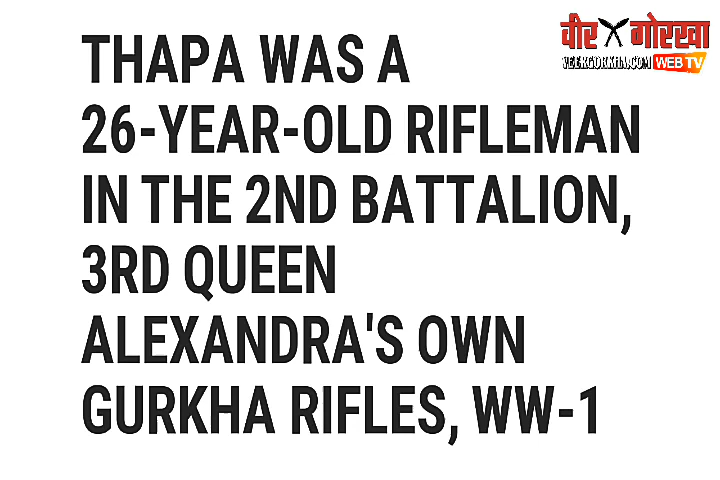 वीर गोरखा
VEERGORKHA.COM WEB TV
THAPA WAS A
26-YEAR-OLD RIFLEMAN
IN THE 2ND BATTALION,
3RD QUEEN
ALEXANDRA'S OWN
GURKHA RIFLES, WW-1